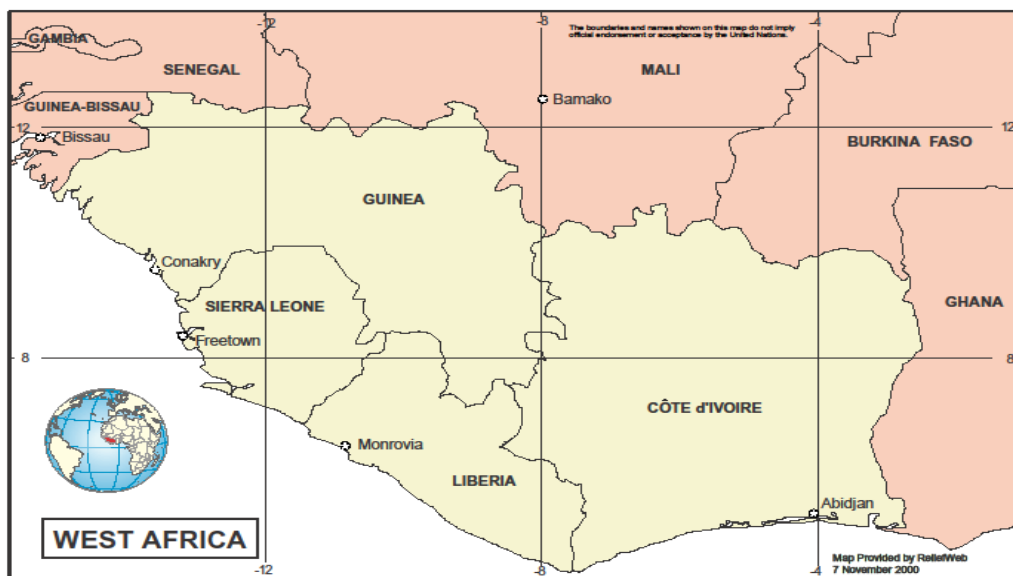 -12
-8
-4
The boundaries and names shown on this map do not imply
official endorsement or acceptance by the United Nations.
GAMBIA
SENEGAL
MALI
GUINEA-BISSAU
Bamako
12
12
Bissau
BURKINA FASO
GUINEA
Conakry
SIERRA LEONE
GHANA
Freetown
8
8
CÔTE d'IVOIRE
Monrovia
LIBERIA
Abidjan
WEST AFRICA
Map Provided by ReliefWeb
7 November 2000
-12
-8
-4